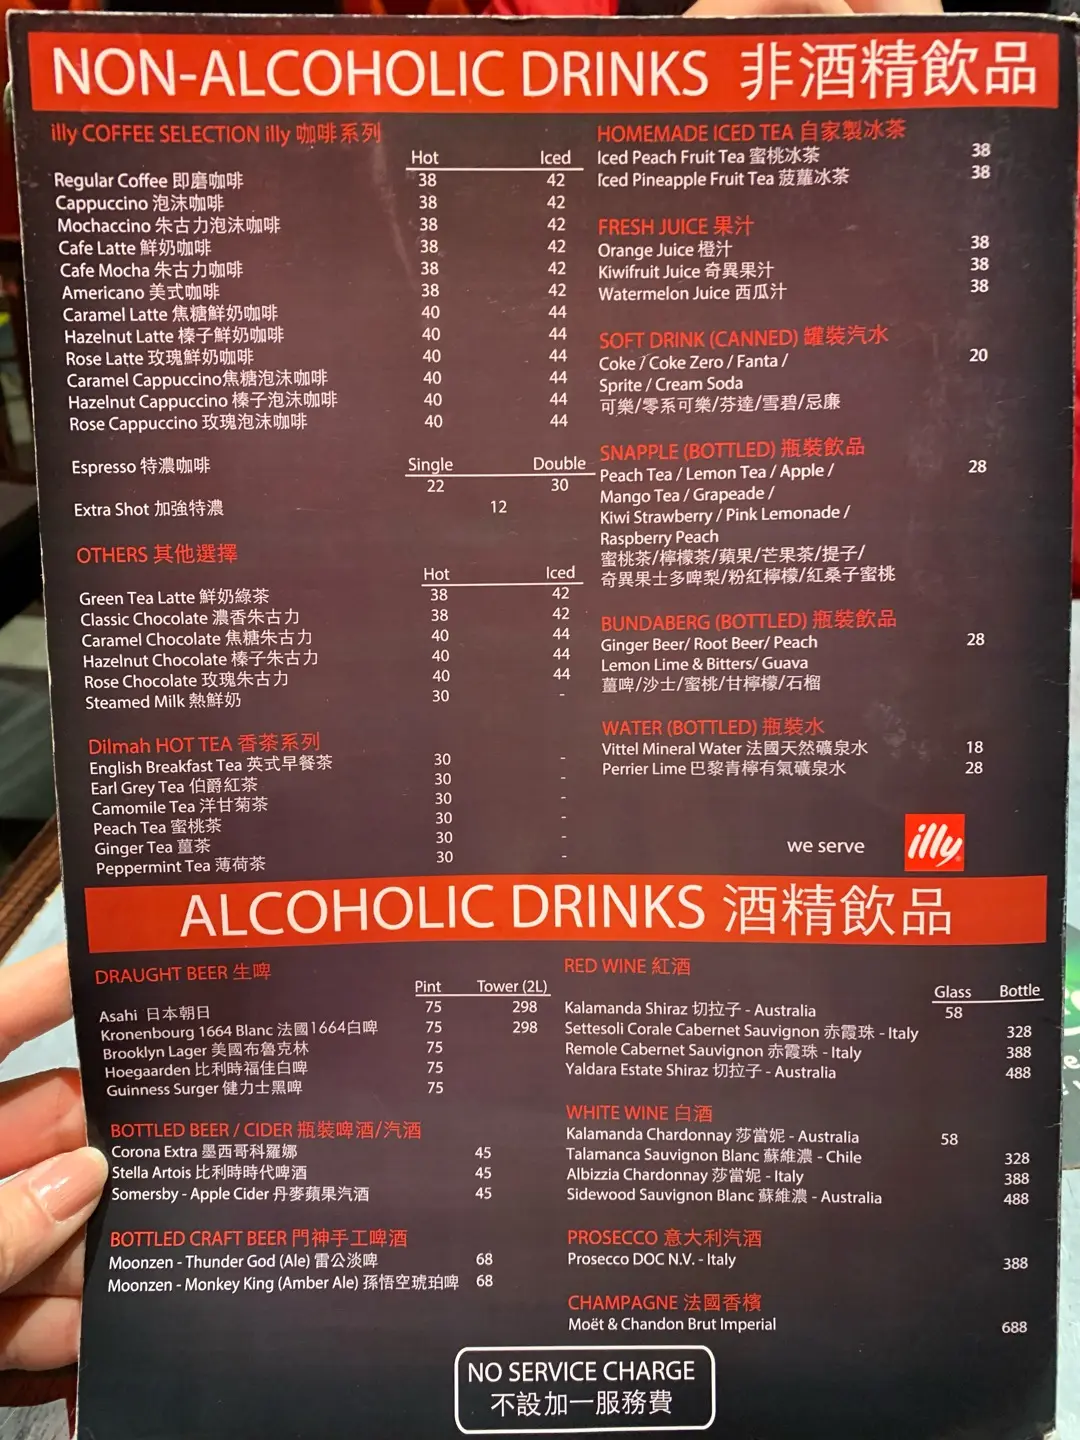 NON-ALCOHOLIC DRINKS 非酒精飲品
illy COFFEE SELECTION illy 咖啡系列
Hot Iced
Regular Coffee 即磨咖啡 38 42
Cappuccino 泡沫咖啡 38 42
Mochaccino 朱古力泡沫咖啡 38 42
Cafe Latte 鮮奶咖啡 38 42
Cafe Mocha 朱古力咖啡 38 42
Americano 美式咖啡 38 42
Caramel Latte 焦糖鮮奶咖啡 40 44
Hazelnut Latte 榛子鮮奶咖啡 40 44
Rose Latte 玫瑰鮮奶咖啡 40 44
Caramel Cappuccino焦糖泡沫咖啡 40 44
Hazelnut Cappuccino 榛子泡沫咖啡 40 44
Rose Cappuccino 玫瑰泡沫咖啡 40 44
Single Double
Espresso 特濃咖啡 22 30
Extra Shot 加強特濃 12
OTHERS 其他選擇
Hot Iced
Green Tea Latte 鮮奶綠茶 38 42
Classic Chocolate 濃香朱古力 38 42
Caramel Chocolate 焦糖朱古力 40 44
Hazelnut Chocolate 榛子朱古力 40 44
Rose Chocolate 玫瑰朱古力 40 44
Steamed Milk 熱鮮奶 30 -
Dilmah HOT TEA 香茶系列
English Breakfast Tea 英式早餐茶 30 -
Earl Grey Tea 伯爵紅茶 30 -
Camomile Tea 洋甘菊茶 30 -
Peach Tea 蜜桃茶 30 -
Ginger Tea 薑茶 30 -
Peppermint Tea 薄荷茶 30 -
HOMEMADE ICED TEA 自家製冰茶
Iced Peach Fruit Tea 蜜桃冰茶 38
Iced Pineapple Fruit Tea 菠蘿冰茶 38
FRESH JUICE 果汁
Orange Juice 橙汁 38
Kiwifruit Juice 奇異果汁 38
Watermelon Juice 西瓜汁 38
SOFT DRINK (CANNED) 罐裝汽水
Coke / Coke Zero / Fanta / 20
Sprite / Cream Soda
可樂/零系可樂/芬達/雪碧/忌廉
SNAPPLE (BOTTLED) 瓶裝飲品
Peach Tea / Lemon Tea / Apple / 28
Mango Tea / Grapeade /
Kiwi Strawberry / Pink Lemonade /
Raspberry Peach
蜜桃茶/檸檬茶/蘋果/芒果茶/提子/
奇異果士多啤梨/粉紅檸檬/紅桑子蜜桃
BUNDABERG (BOTTLED) 瓶裝飲品
Ginger Beer/ Root Beer/ Peach 28
Lemon Lime & Bitters/ Guava
薑啤/沙士/蜜桃/甘檸檬/石榴
WATER (BOTTLED) 瓶裝水
Vittel Mineral Water 法國天然礦泉水 18
Perrier Lime 巴黎青檸有氣礦泉水 28
we serve illy
ALCOHOLIC DRINKS 酒精飲品
DRAUGHT BEER 生啤
Pint Tower (2L)
Asahi 日本朝日 75 298
Kronenbourg 1664 Blanc 法國1664白啤 75 298
Brooklyn Lager 美國布魯克林 75
Hoegaarden 比利時福佳白啤 75
Guinness Surger 健力士黑啤 75
BOTTLED BEER / CIDER 瓶裝啤酒/汽酒
Corona Extra 墨西哥科羅娜 45
Stella Artois 比利時時代啤酒 45
Somersby - Apple Cider 丹麥蘋果汽酒 45
BOTTLED CRAFT BEER 門神手工啤酒
Moonzen - Thunder God (Ale) 雷公淡啤 68
Moonzen - Monkey King (Amber Ale) 孫悟空琥珀啤 68
RED WINE 紅酒
Glass Bottle
Kalamanda Shiraz 切拉子 - Australia 58
Settesoli Corale Cabernet Sauvignon 赤霞珠 - Italy 328
Remole Cabernet Sauvignon 赤霞珠 - Italy 388
Yaldara Estate Shiraz 切拉子 - Australia 488
WHITE WINE 白酒
Kalamanda Chardonnay 莎當妮 - Australia 58
Talamanca Sauvignon Blanc 蘇維濃 - Chile 328
Albizzia Chardonnay 莎當妮 - Italy 388
Sidewood Sauvignon Blanc 蘇維濃 - Australia 488
PROSECCO 意大利汽酒
Prosecco DOC N.V. - Italy 388
CHAMPAGNE 法國香檳
Moët & Chandon Brut Imperial 688
NO SERVICE CHARGE
不設加一服務費